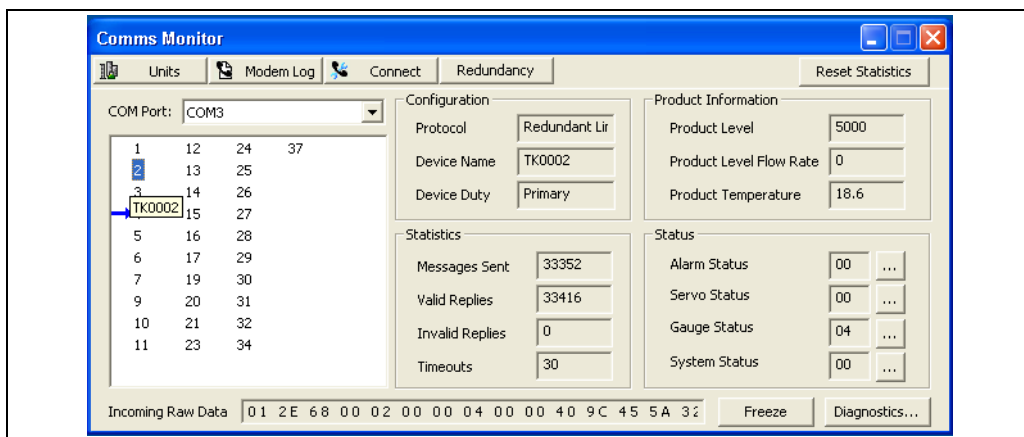 Comms Monitor
Units Modem Log Connect Redundancy Reset Statistics
COM Port: COM3
1 12 24 37
2 13 25
3 14 26
TK0002 15 27
5 16 28
6 17 29
7 19 30
9 20 31
10 21 32
11 23 34
Configuration
Protocol Redundant Lin
Device Name TK0002
Device Duty Primary
Product Information
Product Level 5000
Product Level Flow Rate 0
Product Temperature 18.6
Statistics
Messages Sent 33352
Valid Replies 33416
Invalid Replies 0
Timeouts 30
Status
Alarm Status 00 ...
Servo Status 00 ...
Gauge Status 04 ...
System Status 00 ...
Incoming Raw Data 01 2E 68 00 02 00 00 04 00 00 40 9C 45 5A 32 Freeze Diagnostics...